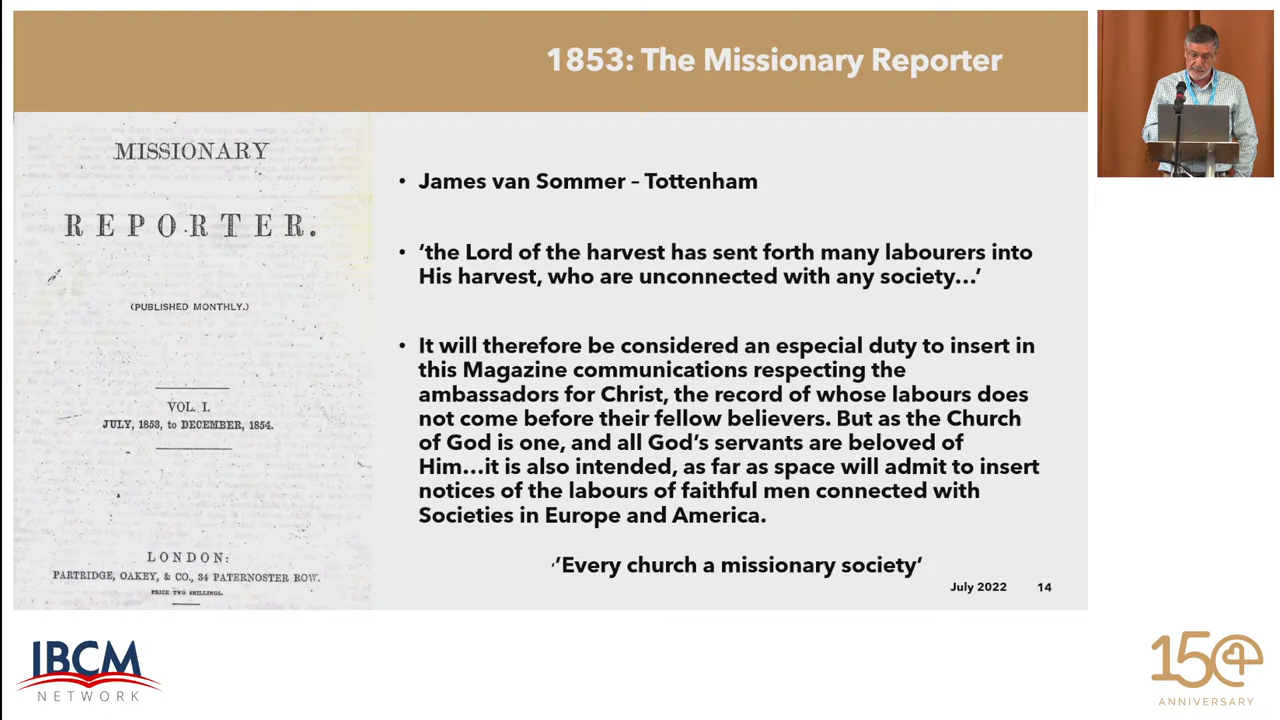 1853: The Missionary Reporter
MISSIONARY
REPORTER.
(PUBLISHED MONTHLY.)
VOL. I.
JULY, 1853, to DECEMBER, 1854.
LONDON:
PARTRIDGE, OAKEY, & CO., 34 PATERNOSTER ROW.
PRICE TWO SHILLINGS.
• James van Sommer – Tottenham
• ‘the Lord of the harvest has sent forth many labourers into
His harvest, who are unconnected with any society…’
• It will therefore be considered an especial duty to insert in
this Magazine communications respecting the
ambassadors for Christ, the record of whose labours does
not come before their fellow believers. But as the Church
of God is one, and all God’s servants are beloved of
Him…it is also intended, as far as space will admit to insert
notices of the labours of faithful men connected with
Societies in Europe and America.
’Every church a missionary society’
July 2022 14
IBCM
NETWORK
150
ANNIVERSARY